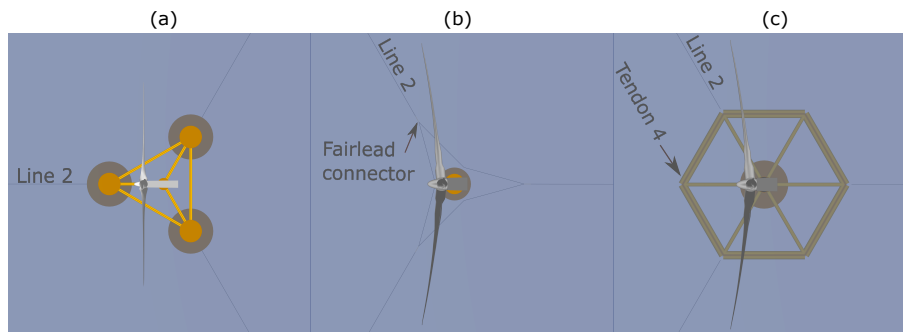 (a)
(b)
(c)
Line 2
Line 2
Fairlead
connector
Line 2
Tendon 4